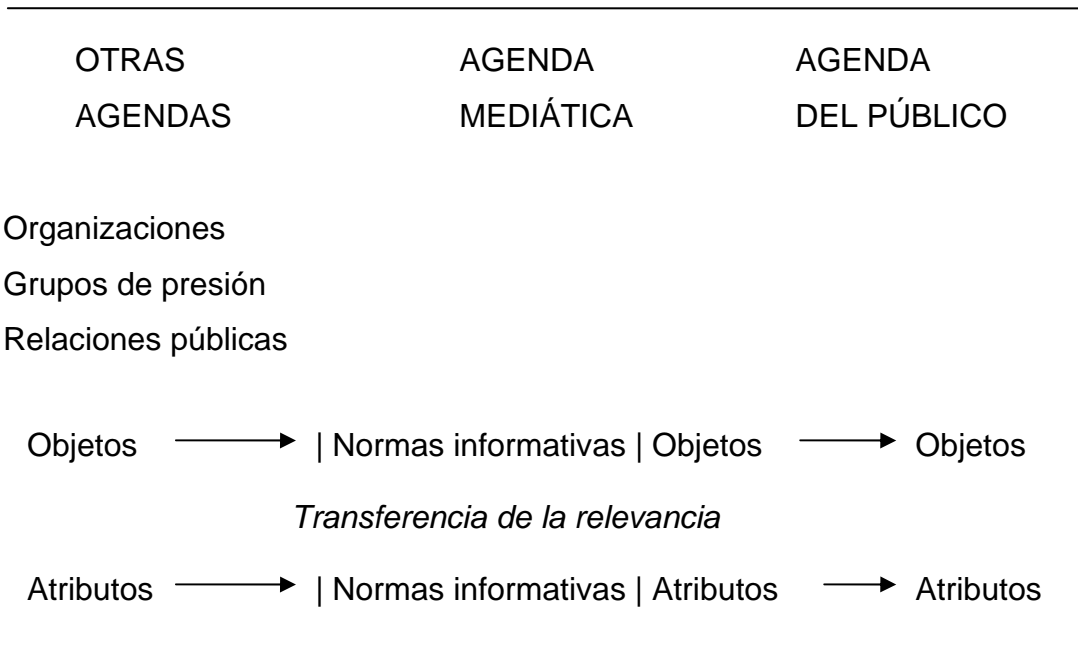 OTRAS AGENDA AGENDA
AGENDAS MEDIÁTICA DEL PÚBLICO
Organizaciones
Grupos de presión
Relaciones públicas
Objetos | Normas informativas | Objetos Objetos
Transferencia de la relevancia
Atributos | Normas informativas | Atributos Atributos